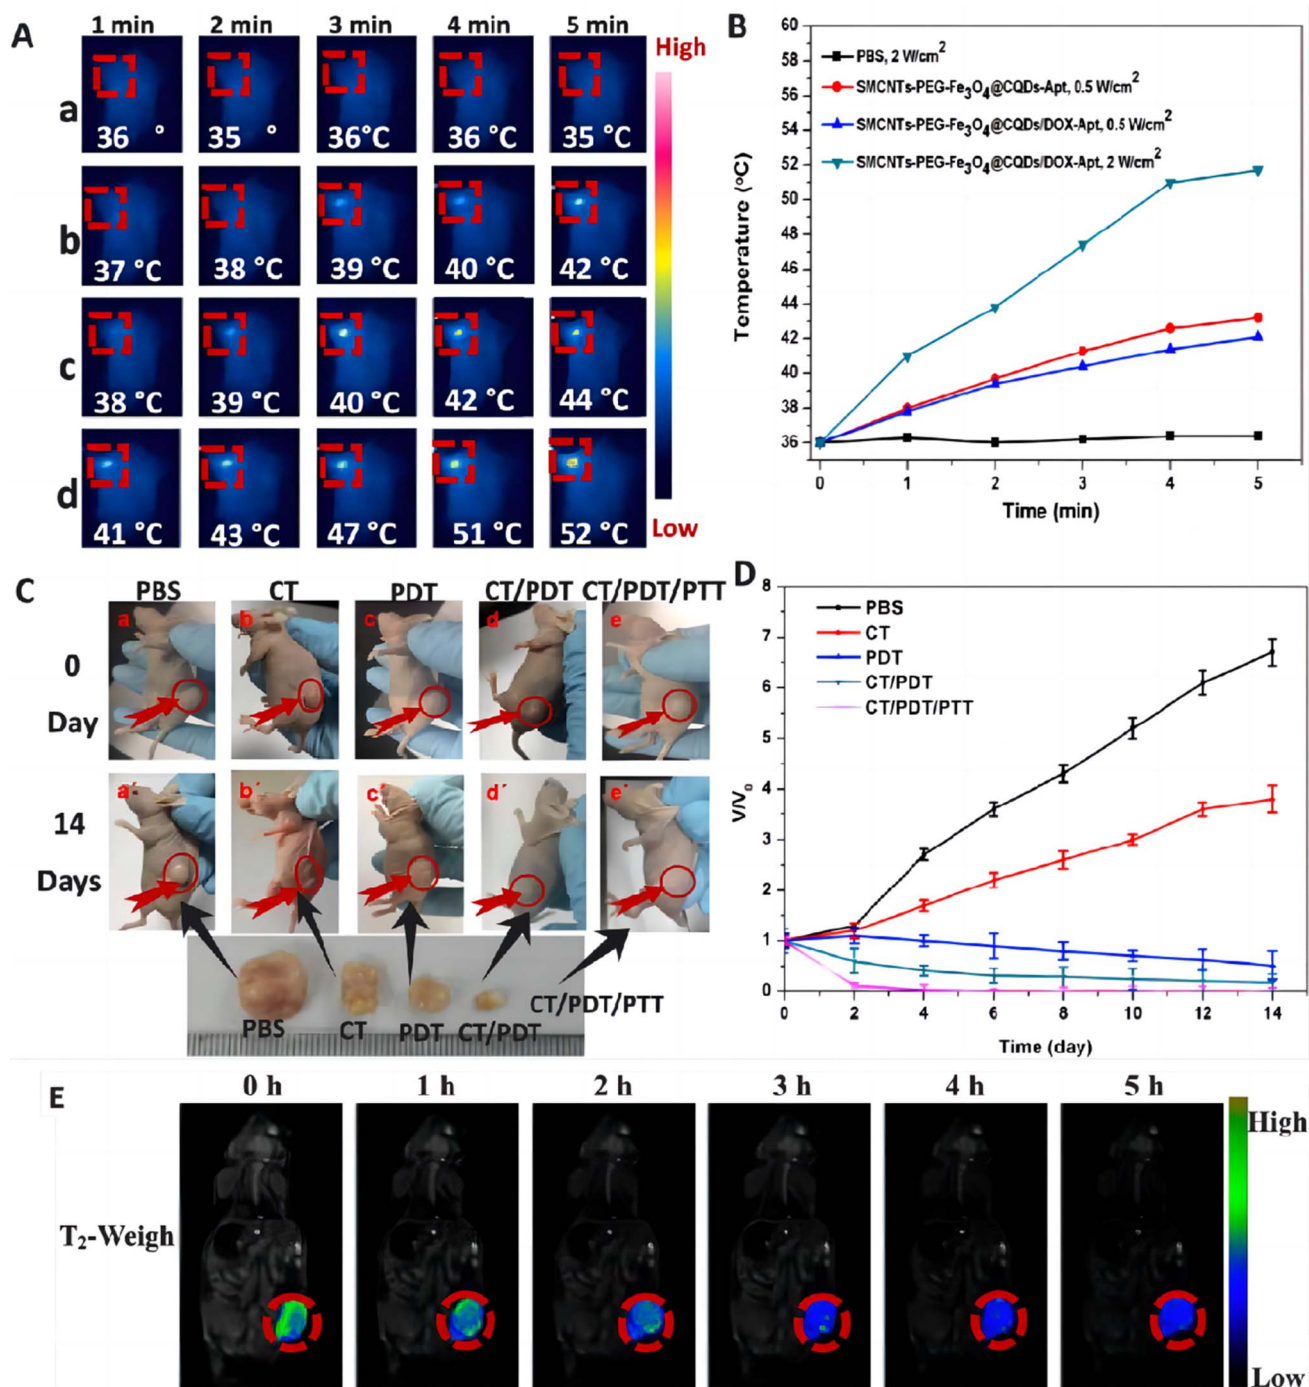 A
1 min 2 min 3 min 4 min 5 min
High
a
36 ° 35 ° 36°C 36 °C 35 °C
b
37 °C 38 °C 39 °C 40 °C 42 °C
c
38 °C 39 °C 40 °C 42 °C 44 °C
d
41 °C 43 °C 47 °C 51 °C 52 °C
Low
B
60
58
56
54
52
50
48
46
44
42
40
38
36
Temperature (°C)
PBS, 2 W/cm²
SMCNTs-PEG-Fe₃O₄@CQDs-Apt, 0.5 W/cm²
SMCNTs-PEG-Fe₃O₄@CQDs/DOX-Apt, 0.5 W/cm²
SMCNTs-PEG-Fe₃O₄@CQDs/DOX-Apt, 2 W/cm²
0 1 2 3 4 5
Time (min)
C
PBS CT PDT CT/PDT CT/PDT/PTT
a b c d e
0
Day
a´ b´ c´ d´ e´
14
Days
PBS CT PDT CT/PDT CT/PDT/PTT
D
8
7
6
5
4
3
2
1
0
V/V₀
PBS
CT
PDT
CT/PDT
CT/PDT/PTT
0 2 4 6 8 10 12 14
Time (day)
E
0 h 1 h 2 h 3 h 4 h 5 h
High
T₂-Weigh
Low